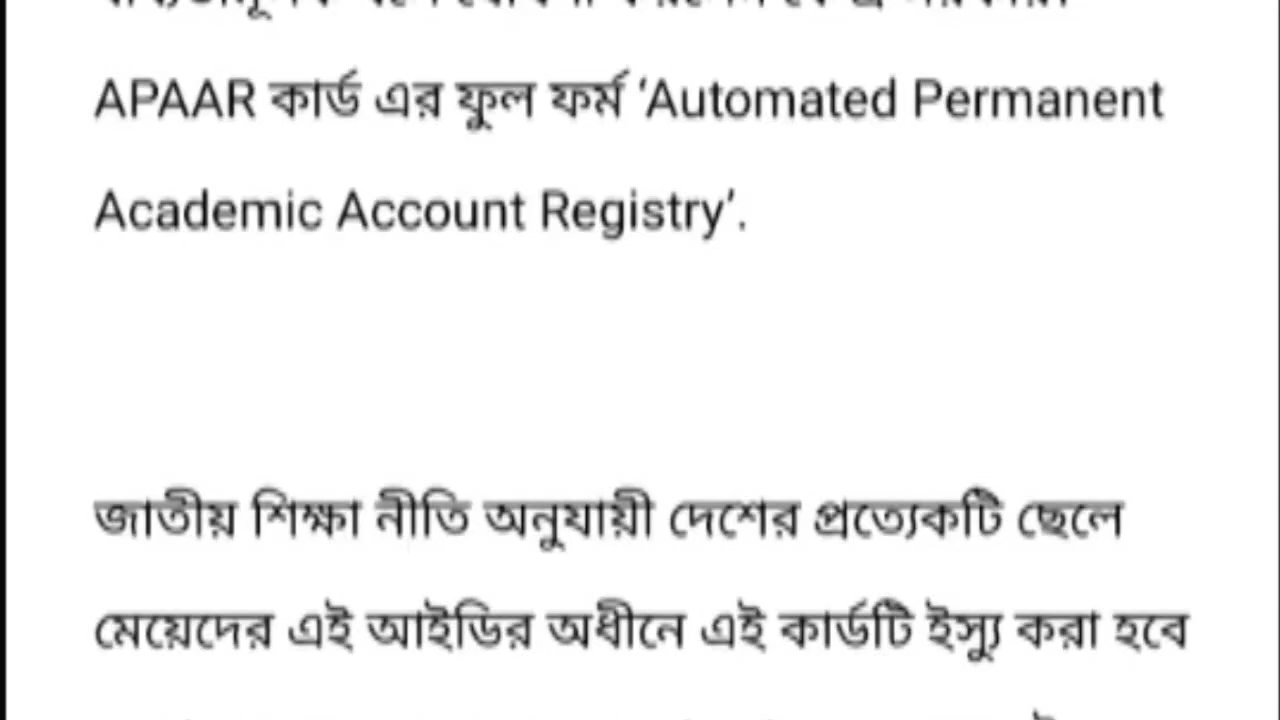 APAAR কার্ড এর ফুল ফর্ম ‘Automated Permanent
Academic Account Registry’.
জাতীয় শিক্ষা নীতি অনুযায়ী দেশের প্রত্যেকটি ছেলে
মেয়েদের এই আইডির অধীনে এই কার্ডটি ইস্যু করা হবে